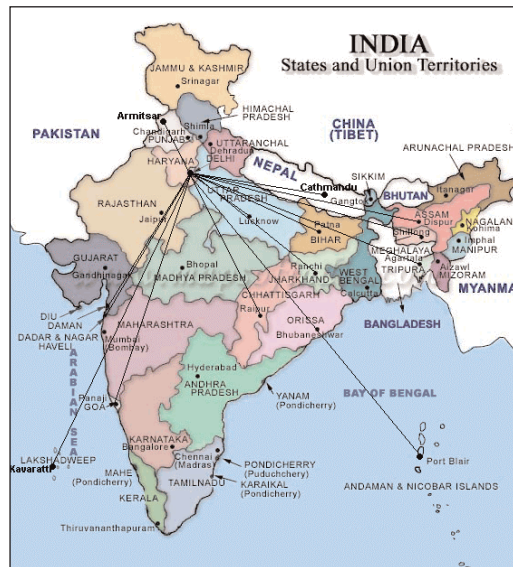 INDIA
States and Union Territories
JAMMU & KASHMIR
Srinagar
Armitsar
HIMACHAL
PRADESH
Shimla
Chandigarh
PUNJAB
PAKISTAN
UTTARANCHAL
Dehradun
CHINA
(TIBET)
HARYANA
DELHI
NEPAL
ARUNACHAL PRADESH
SIKKIM
Itanagar
Cathmandu
Gangtok
BHUTAN
RAJASTHAN
Jaipur
UTTAR
PRADESH
Lucknow
ASSAM
Dispur
NAGALAN
Kohima
Shillong
Patna
BIHAR
MEGHALAYA
Imphal
MANIPUR
Agartala
TRIPURA
Aizawl
MIZORAM
GUJARAT
Gandhinagar
Bhopal
MADHYA PRADESH
Ranchi
JHARKHAND
WEST
BENGAL
Calcutta
MYANMA
CHHATTISGARH
Raipur
BANGLADESH
DIU
DAMAN
DADAR & NAGAR
HAVELI
MAHARASHTRA
Mumbai
(Bombay)
ORISSA
Bhubaneshwar
Hyderabad
ANDHRA
PRADESH
ARABIAN SEA
YANAM
(Pondicherry)
BAY OF BENGAL
Panaji
GOA
KARNATAKA
Bangalore
Chennai
(Madras)
Kavaratti
LAKSHADWEEP
MAHE
(Pondicherry)
PONDICHERRY
(Puduchchery)
KARAIKAL
(Pondicherry)
TAMILNADU
KERALA
Thiruvananthapuram
Port Blair
ANDAMAN & NICOBAR ISLANDS